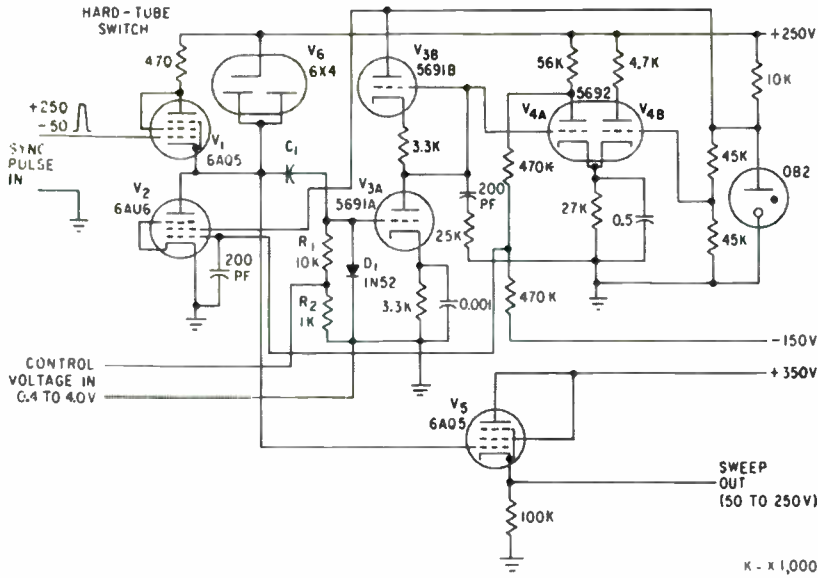 HARD-TUBE
SWITCH
470
+250
-50
SYNC
PULSE
IN
V1
6AQ5
V2
6AU6
200
PF
V6
6X4
C1
R1
10K
R2
1K
D1
1N52
V3B
5691B
3.3K
V3A
5691A
3.3K
0.001
200
PF
25K
56K
4.7K
5692
V4A
V4B
470K
27K
0.5
470K
+250V
10K
45K
45K
OB2
-150V
+350V
CONTROL
VOLTAGE IN
0.4 TO 4.0V
V5
6AQ5
100K
SWEEP
OUT
(50 TO 250V)
K - X 1,000